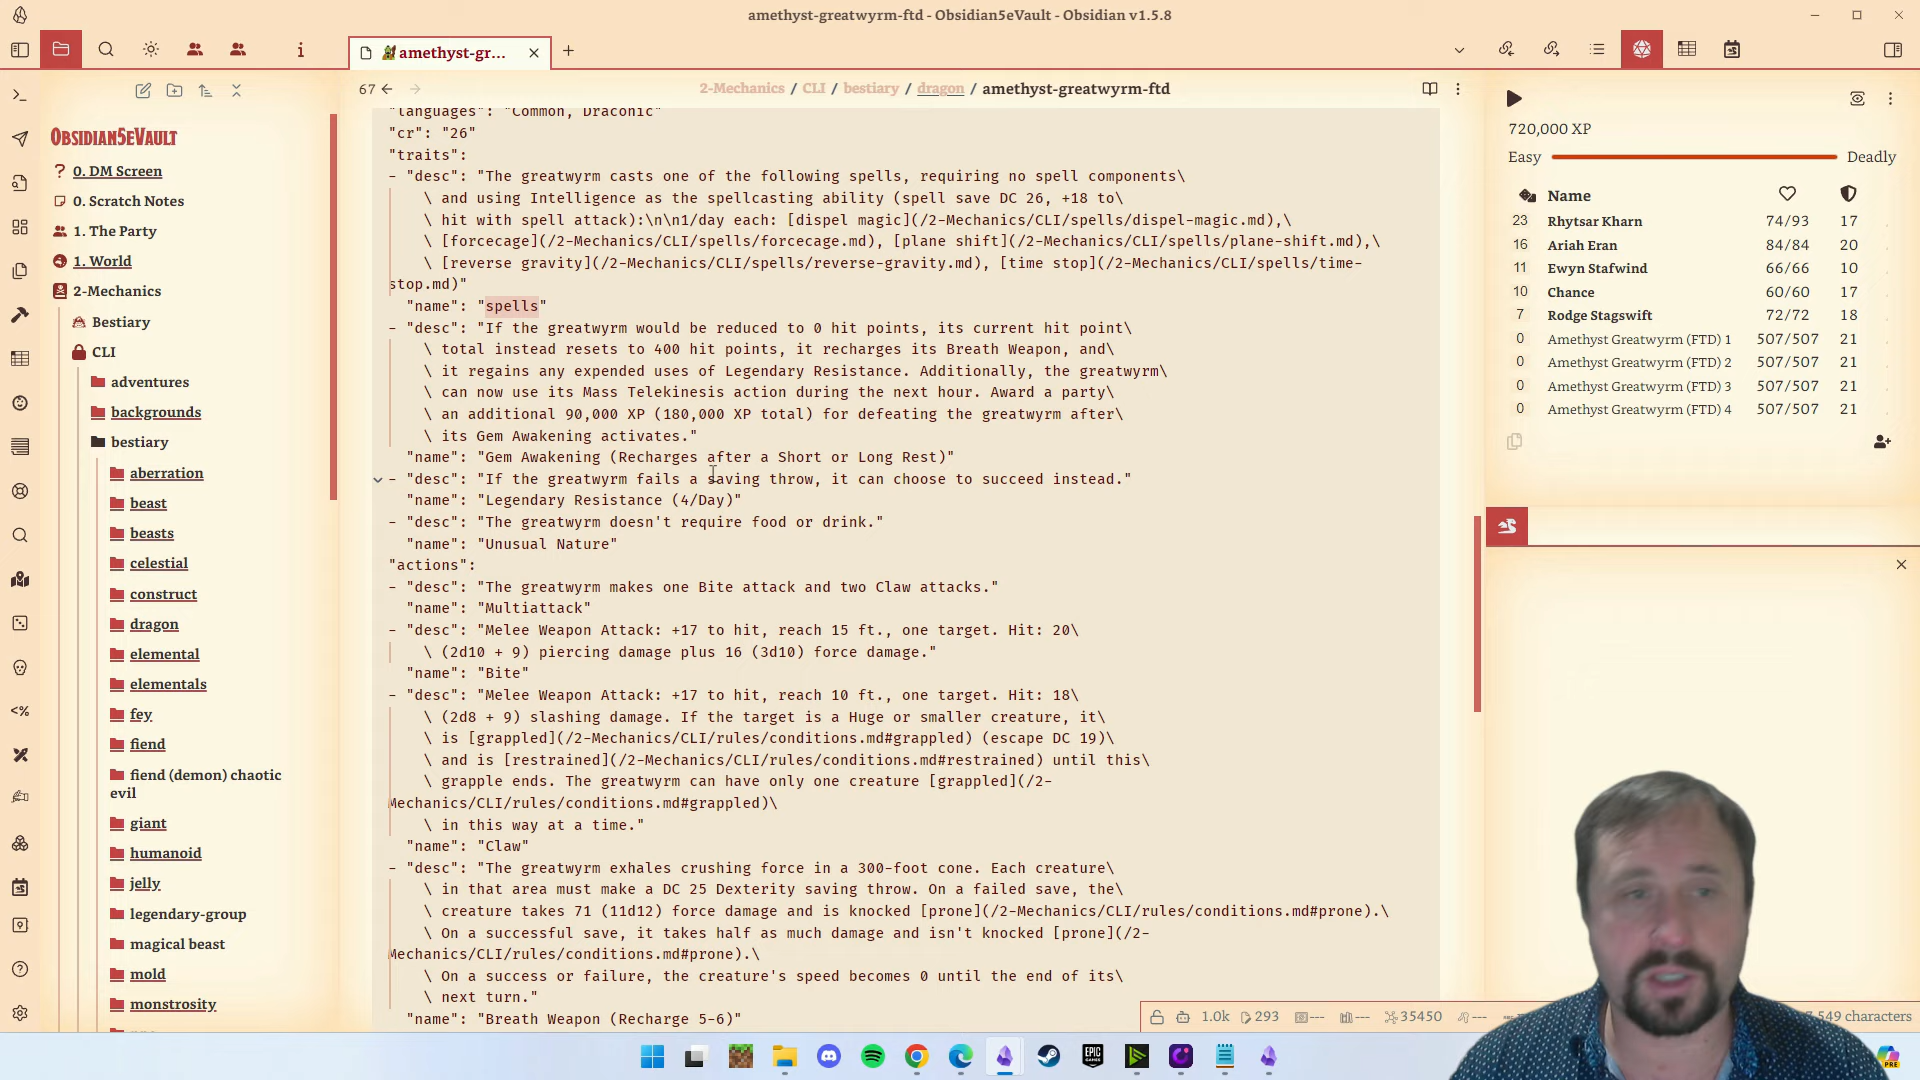 amethyst-greatwyrm-ftd - Obsidian5eVault - Obsidian v1.5.8
amethyst-gr...
67
2-Mechanics / CLI / bestiary / dragon / amethyst-greatwyrm-ftd
Obsidian5eVault
0. DM Screen
0. Scratch Notes
1. The Party
1. World
2-Mechanics
Bestiary
CLI
adventures
backgrounds
bestiary
aberration
beast
beasts
celestial
construct
dragon
elemental
elementals
fey
fiend
fiend (demon) chaotic
evil
giant
humanoid
jelly
legendary-group
magical beast
mold
monstrosity
"languages": "Common, Draconic"
"cr": "26"
"traits":
- "desc": "The greatwyrm casts one of the following spells, requiring no spell components\
\ and using Intelligence as the spellcasting ability (spell save DC 26, +18 to\
\ hit with spell attack):\n\n1/day each: [dispel magic](/2-Mechanics/CLI/spells/dispel-magic.md),\
\ [forcecage](/2-Mechanics/CLI/spells/forcecage.md), [plane shift](/2-Mechanics/CLI/spells/plane-shift.md),\
\ [reverse gravity](/2-Mechanics/CLI/spells/reverse-gravity.md), [time stop](/2-Mechanics/CLI/spells/time-
stop.md)"
"name": "spells"
- "desc": "If the greatwyrm would be reduced to 0 hit points, its current hit point\
\ total instead resets to 400 hit points, it recharges its Breath Weapon, and\
\ it regains any expended uses of Legendary Resistance. Additionally, the greatwyrm\
\ can now use its Mass Telekinesis action during the next hour. Award a party\
\ an additional 90,000 XP (180,000 XP total) for defeating the greatwyrm after\
\ its Gem Awakening activates."
"name": "Gem Awakening (Recharges after a Short or Long Rest)"
- "desc": "If the greatwyrm fails a saving throw, it can choose to succeed instead."
"name": "Legendary Resistance (4/Day)"
- "desc": "The greatwyrm doesn't require food or drink."
"name": "Unusual Nature"
"actions":
- "desc": "The greatwyrm makes one Bite attack and two Claw attacks."
"name": "Multiattack"
- "desc": "Melee Weapon Attack: +17 to hit, reach 15 ft., one target. Hit: 20\
\ (2d10 + 9) piercing damage plus 16 (3d10) force damage."
"name": "Bite"
- "desc": "Melee Weapon Attack: +17 to hit, reach 10 ft., one target. Hit: 18\
\ (2d8 + 9) slashing damage. If the target is a Huge or smaller creature, it\
\ is [grappled](/2-Mechanics/CLI/rules/conditions.md#grappled) (escape DC 19)\
\ and is [restrained](/2-Mechanics/CLI/rules/conditions.md#restrained) until this\
\ grapple ends. The greatwyrm can have only one creature [grappled](/2-
Mechanics/CLI/rules/conditions.md#grappled)\
\ in this way at a time."
"name": "Claw"
- "desc": "The greatwyrm exhales crushing force in a 300-foot cone. Each creature\
\ in that area must make a DC 25 Dexterity saving throw. On a failed save, the\
\ creature takes 71 (11d12) force damage and is knocked [prone](/2-Mechanics/CLI/rules/conditions.md#prone).\
\ On a successful save, it takes half as much damage and isn't knocked [prone](/2-
Mechanics/CLI/rules/conditions.md#prone).\
\ On a success or failure, the creature's speed becomes 0 until the end of its\
\ next turn."
"name": "Breath Weapon (Recharge 5-6)"
720,000 XP
Easy Deadly
Name
23 Rhytsar Kharn 74/93 17
16 Ariah Eran 84/84 20
11 Ewyn Stafwind 66/66 10
10 Chance 60/60 17
7 Rodge Stagswift 72/72 18
0 Amethyst Greatwyrm (FTD) 1 507/507 21
0 Amethyst Greatwyrm (FTD) 2 507/507 21
0 Amethyst Greatwyrm (FTD) 3 507/507 21
0 Amethyst Greatwyrm (FTD) 4 507/507 21
1.0k 293 --- --- 35450 --- 549 characters
EPIC GAMES
PRE